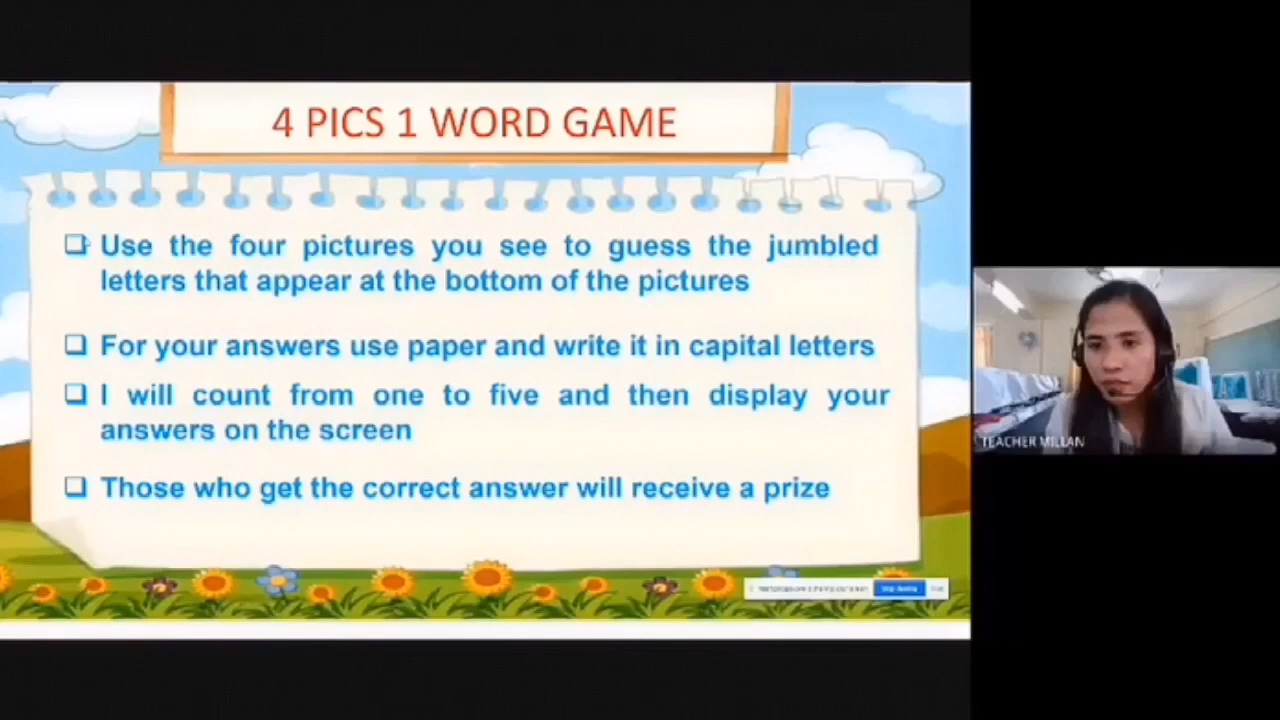 4 PICS 1 WORD GAME
Use the four pictures you see to guess the jumbled
letters that appear at the bottom of the pictures
For your answers use paper and write it in capital letters
I will count from one to five and then display your
answers on the screen
Those who get the correct answer will receive a prize
TEACHER MILLAN